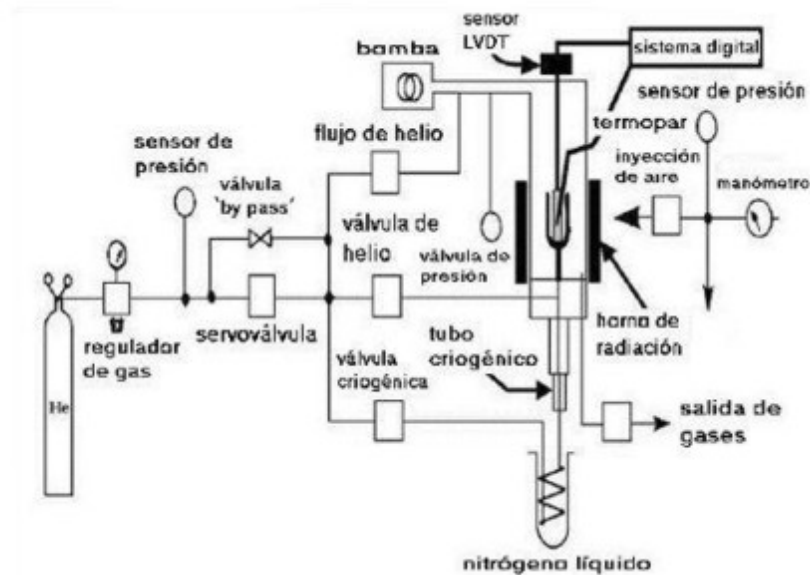 sensor
LVDT
sistema digital
bomba
sensor de presión
termopar
sensor de
presión
flujo de helio
inyección
de aire
manómetro
válvula
'by pass'
válvula de
helio
válvula de
presión
servoválvula
regulador
de gas
horno de
radiación
tubo
criogénico
válvula
criogénica
He
salida de
gases
nitrógeno líquido